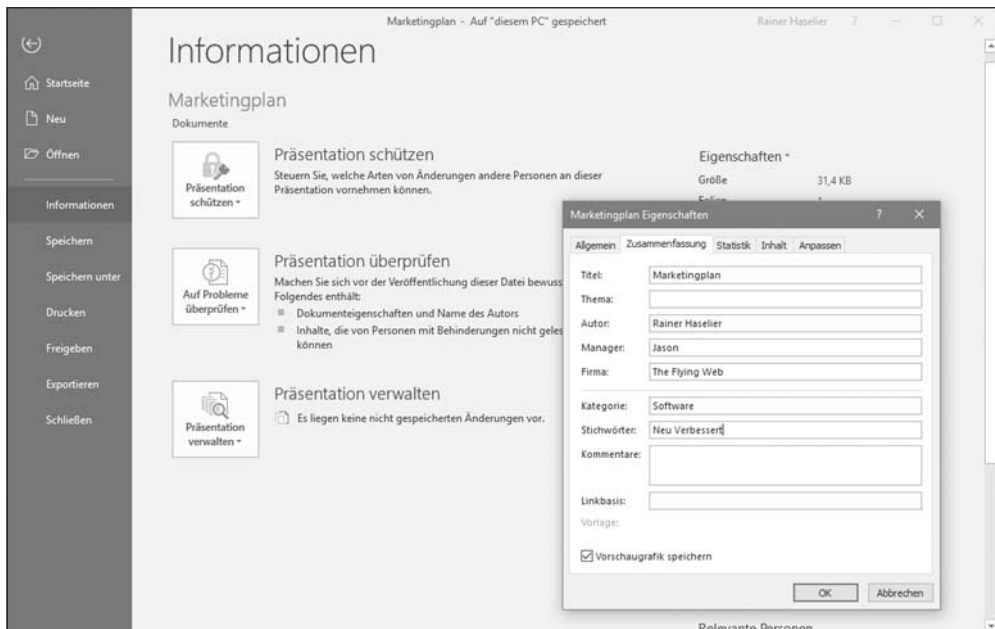 Marketingplan - Auf "diesem PC" gespeichert
Rainer Haselier
?
Informationen
Startseite
Neu
Öffnen
Informationen
Speichern
Speichern unter
Drucken
Freigeben
Exportieren
Schließen
Marketingplan
Dokumente
Präsentation schützen
Präsentation schützen
Steuern Sie, welche Arten von Änderungen andere Personen an dieser
Präsentation vornehmen können.
Auf Probleme überprüfen
Präsentation überprüfen
Machen Sie sich vor der Veröffentlichung dieser Datei bewuss
Folgendes enthält:
Dokumenteigenschaften und Name des Autors
Inhalte, die von Personen mit Behinderungen nicht geles
können
Präsentation verwalten
Präsentation verwalten
Es liegen keine nicht gespeicherten Änderungen vor.
Eigenschaften
Größe 31,4 KB
Folien 1
Marketingplan Eigenschaften
?
Allgemein Zusammenfassung Statistik Inhalt Anpassen
Titel: Marketingplan
Thema:
Autor: Rainer Haselier
Manager: Jason
Firma: The Flying Web
Kategorie: Software
Stichwörter: Neu Verbessert
Kommentare:
Linkbasis:
Vorlage:
Vorschaugrafik speichern
OK Abbrechen
Relevante Personen